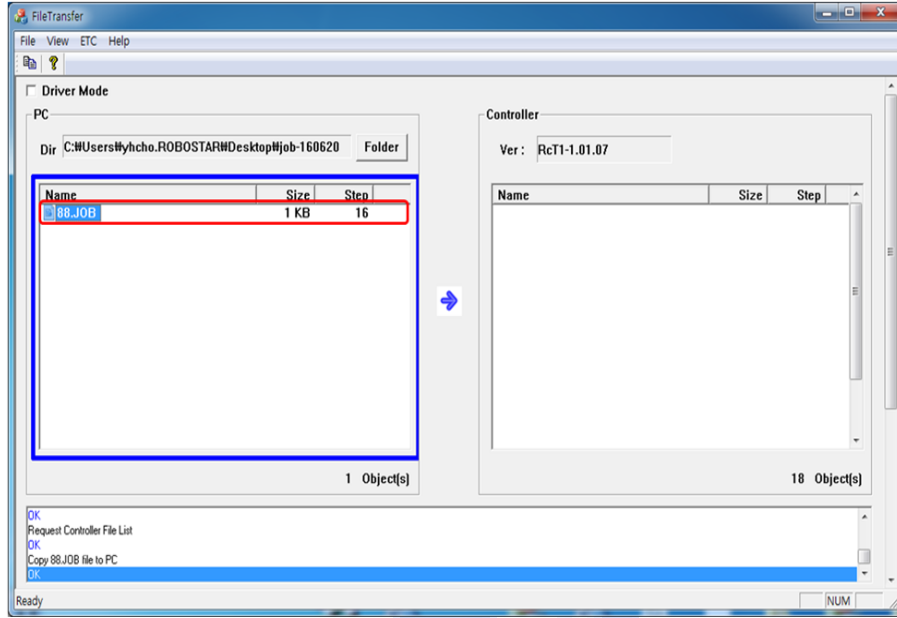 FileTransfer
File View ETC Help
Driver Mode
PC
Dir C:₩Users₩yhcho.ROBOSTAR₩Desktop₩job-160620 Folder
Name Size Step
88.JOB 1 KB 16
1 Object(s)
Controller
Ver : RcT1-1.01.07
Name Size Step
18 Object(s)
OK
Request Controller File List
OK
Copy 88.JOB file to PC
OK
Ready NUM